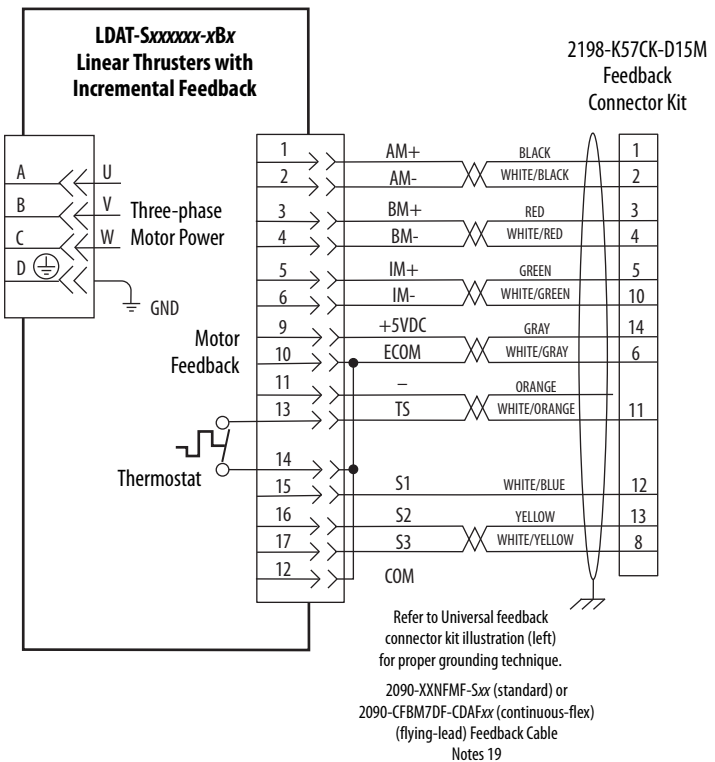 LDAT-Sxxxxxx-xBx
Linear Thrusters with
Incremental Feedback
2198-K57CK-D15M
Feedback
Connector Kit
A U
B V
C W
D
Three-phase
Motor Power
GND
Motor
Feedback
Thermostat
1 AM+ BLACK 1
2 AM- WHITE/BLACK 2
3 BM+ RED 3
4 BM- WHITE/RED 4
5 IM+ GREEN 5
6 IM- WHITE/GREEN 10
9 +5VDC GRAY 14
10 ECOM WHITE/GRAY 6
11 – ORANGE
13 TS WHITE/ORANGE 11
14
15 S1 WHITE/BLUE 12
16 S2 YELLOW 13
17 S3 WHITE/YELLOW 8
12 COM
Refer to Universal feedback
connector kit illustration (left)
for proper grounding technique.
2090-XXNFMF-Sxx (standard) or
2090-CFBM7DF-CDAFxx (continuous-flex)
(flying-lead) Feedback Cable
Notes 19